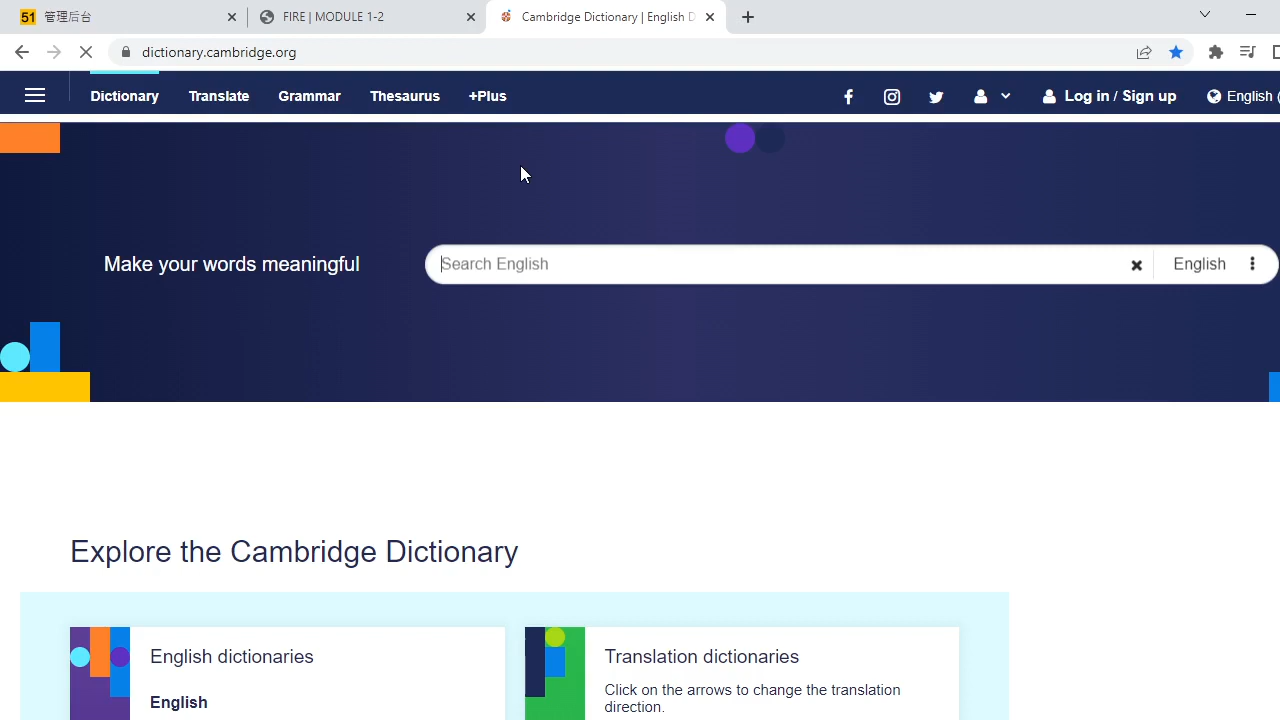 51 管理后台
FIRE | MODULE 1-2
Cambridge Dictionary | English D
dictionary.cambridge.org
Dictionary Translate Grammar Thesaurus +Plus Log in / Sign up English (
Make your words meaningful
Search English
English
Explore the Cambridge Dictionary
English dictionaries
English
Translation dictionaries
Click on the arrows to change the translation
direction.